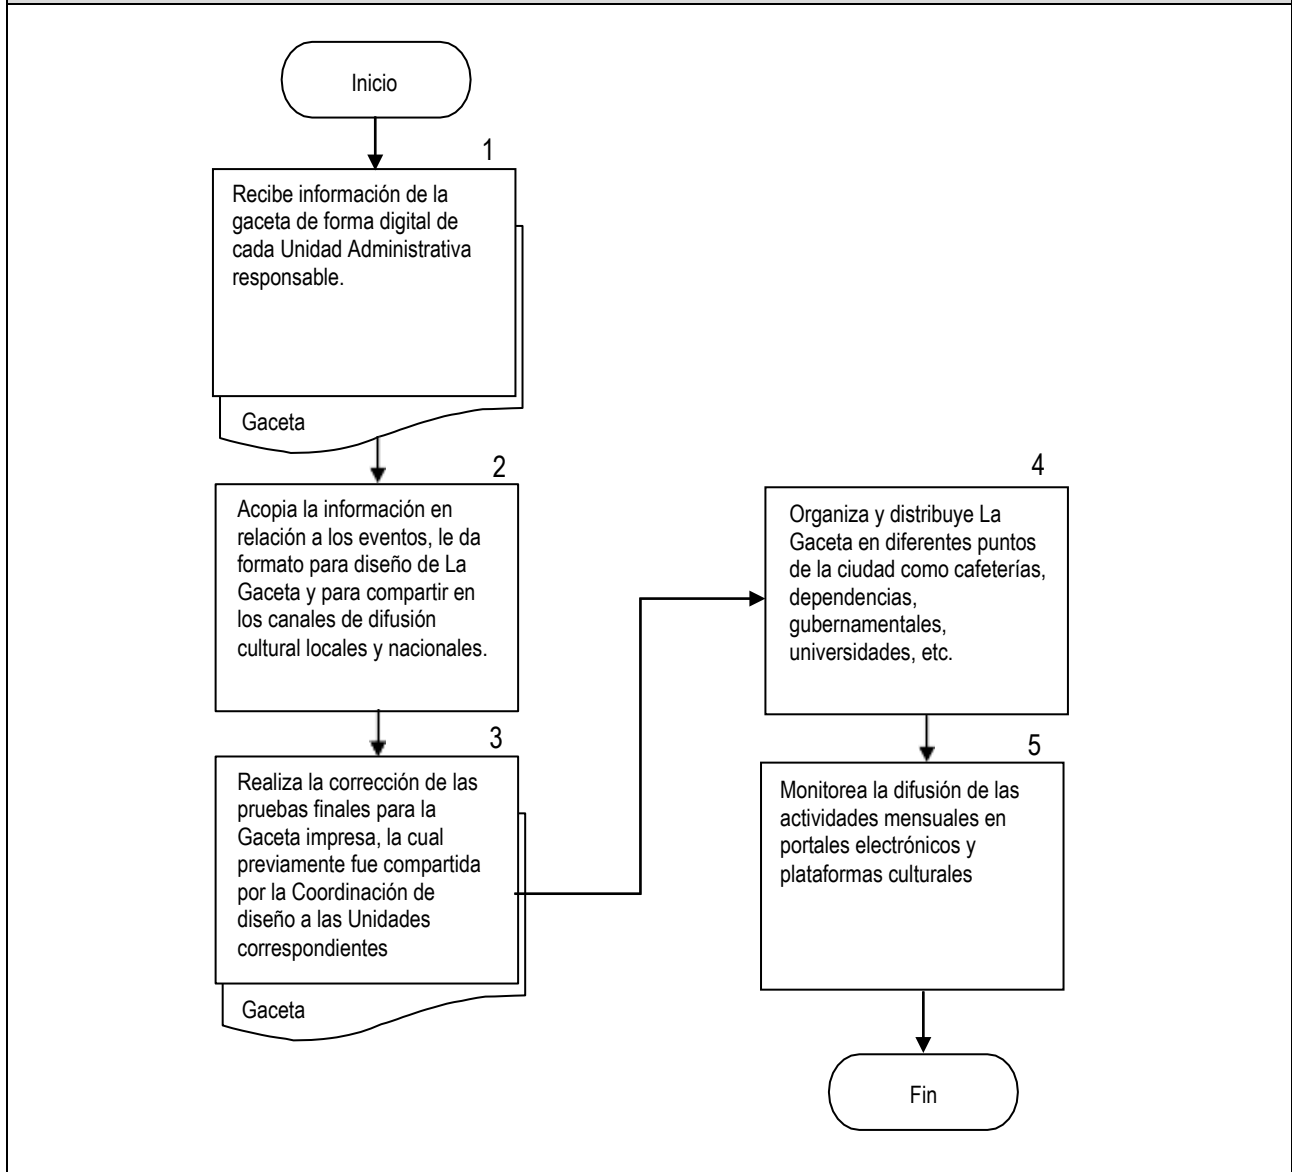 Inicio
1
Recibe información de la
gaceta de forma digital de
cada Unidad Administrativa
responsable.
Gaceta
2
Acopia la información en
relación a los eventos, le da
formato para diseño de La
Gaceta y para compartir en
los canales de difusión
cultural locales y nacionales.
3
Realiza la corrección de las
pruebas finales para la
Gaceta impresa, la cual
previamente fue compartida
por la Coordinación de
diseño a las Unidades
correspondientes
Gaceta
4
Organiza y distribuye La
Gaceta en diferentes puntos
de la ciudad como cafeterías,
dependencias,
gubernamentales,
universidades, etc.
5
Monitorea la difusión de las
actividades mensuales en
portales electrónicos y
plataformas culturales
Fin